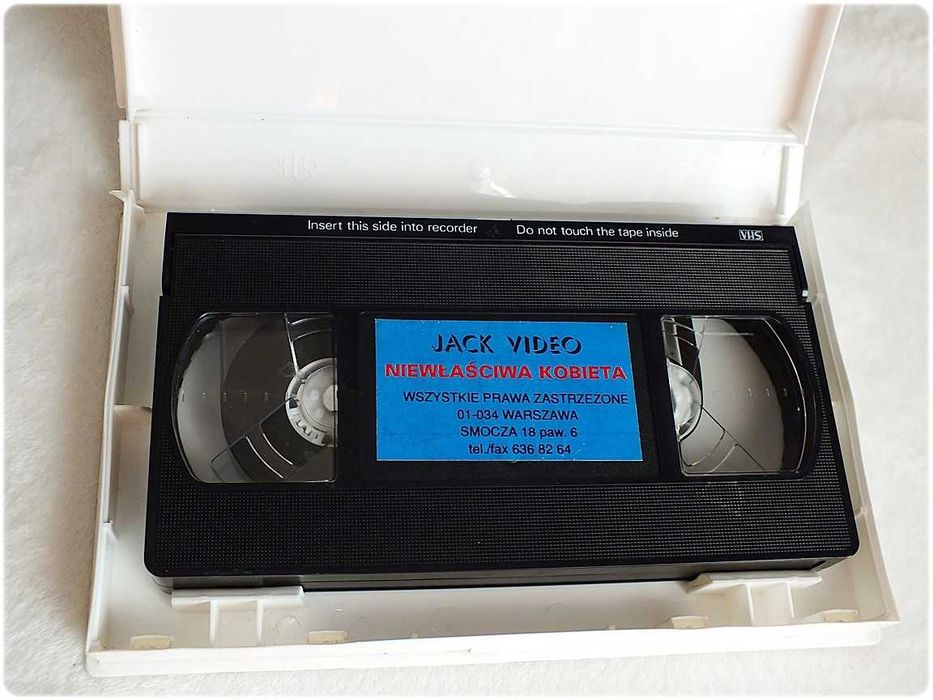 Insert this side into recorder Do not touch the tape inside VHS
JACK VIDEO
NIEWŁAŚCIWA KOBIETA
WSZYSTKIE PRAWA ZASTRZEŻONE
01-034 WARSZAWA
SMOCZA 18 paw. 6
tel./fax 636 82 64